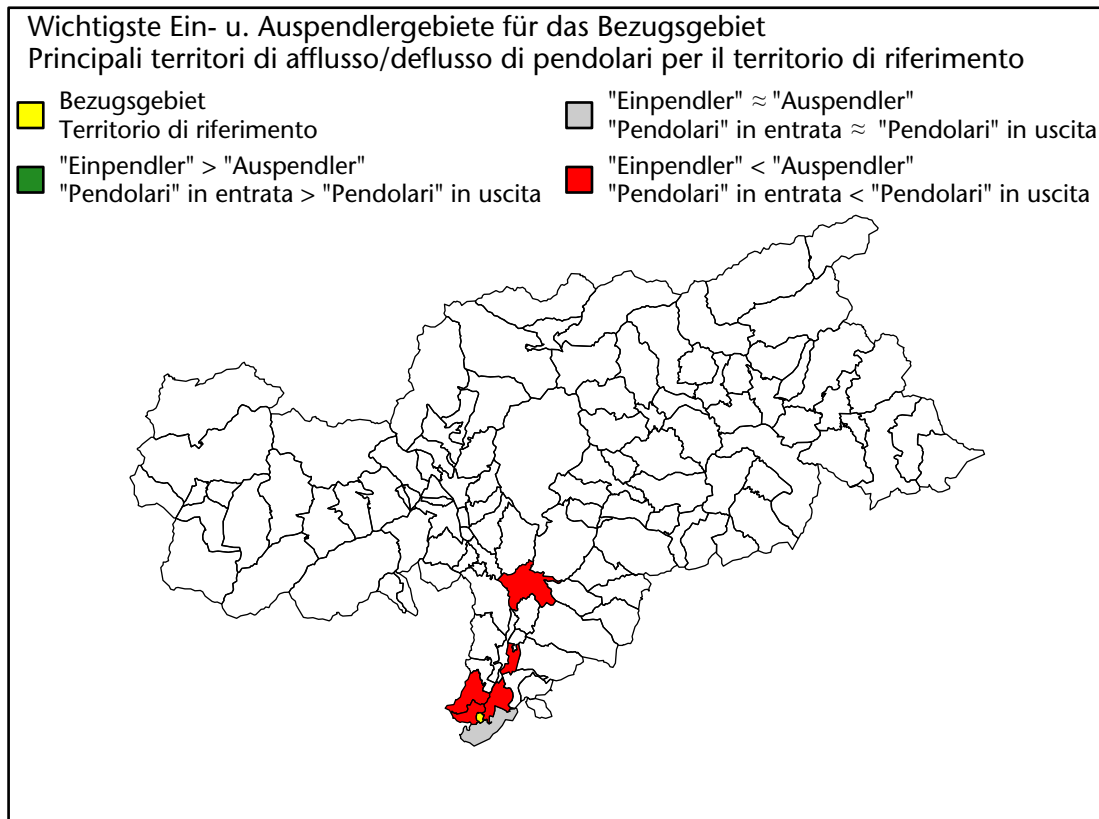 Wichtigste Ein- u. Auspendlergebiete für das Bezugsgebiet
Principali territori di afflusso/deflusso di pendolari per il territorio di riferimento
Bezugsgebiet
Territorio di riferimento
"Einpendler" > "Auspendler"
"Pendolari" in entrata > "Pendolari" in uscita
"Einpendler" ≈ "Auspendler"
"Pendolari" in entrata ≈ "Pendolari" in uscita
"Einpendler" < "Auspendler"
"Pendolari" in entrata < "Pendolari" in uscita